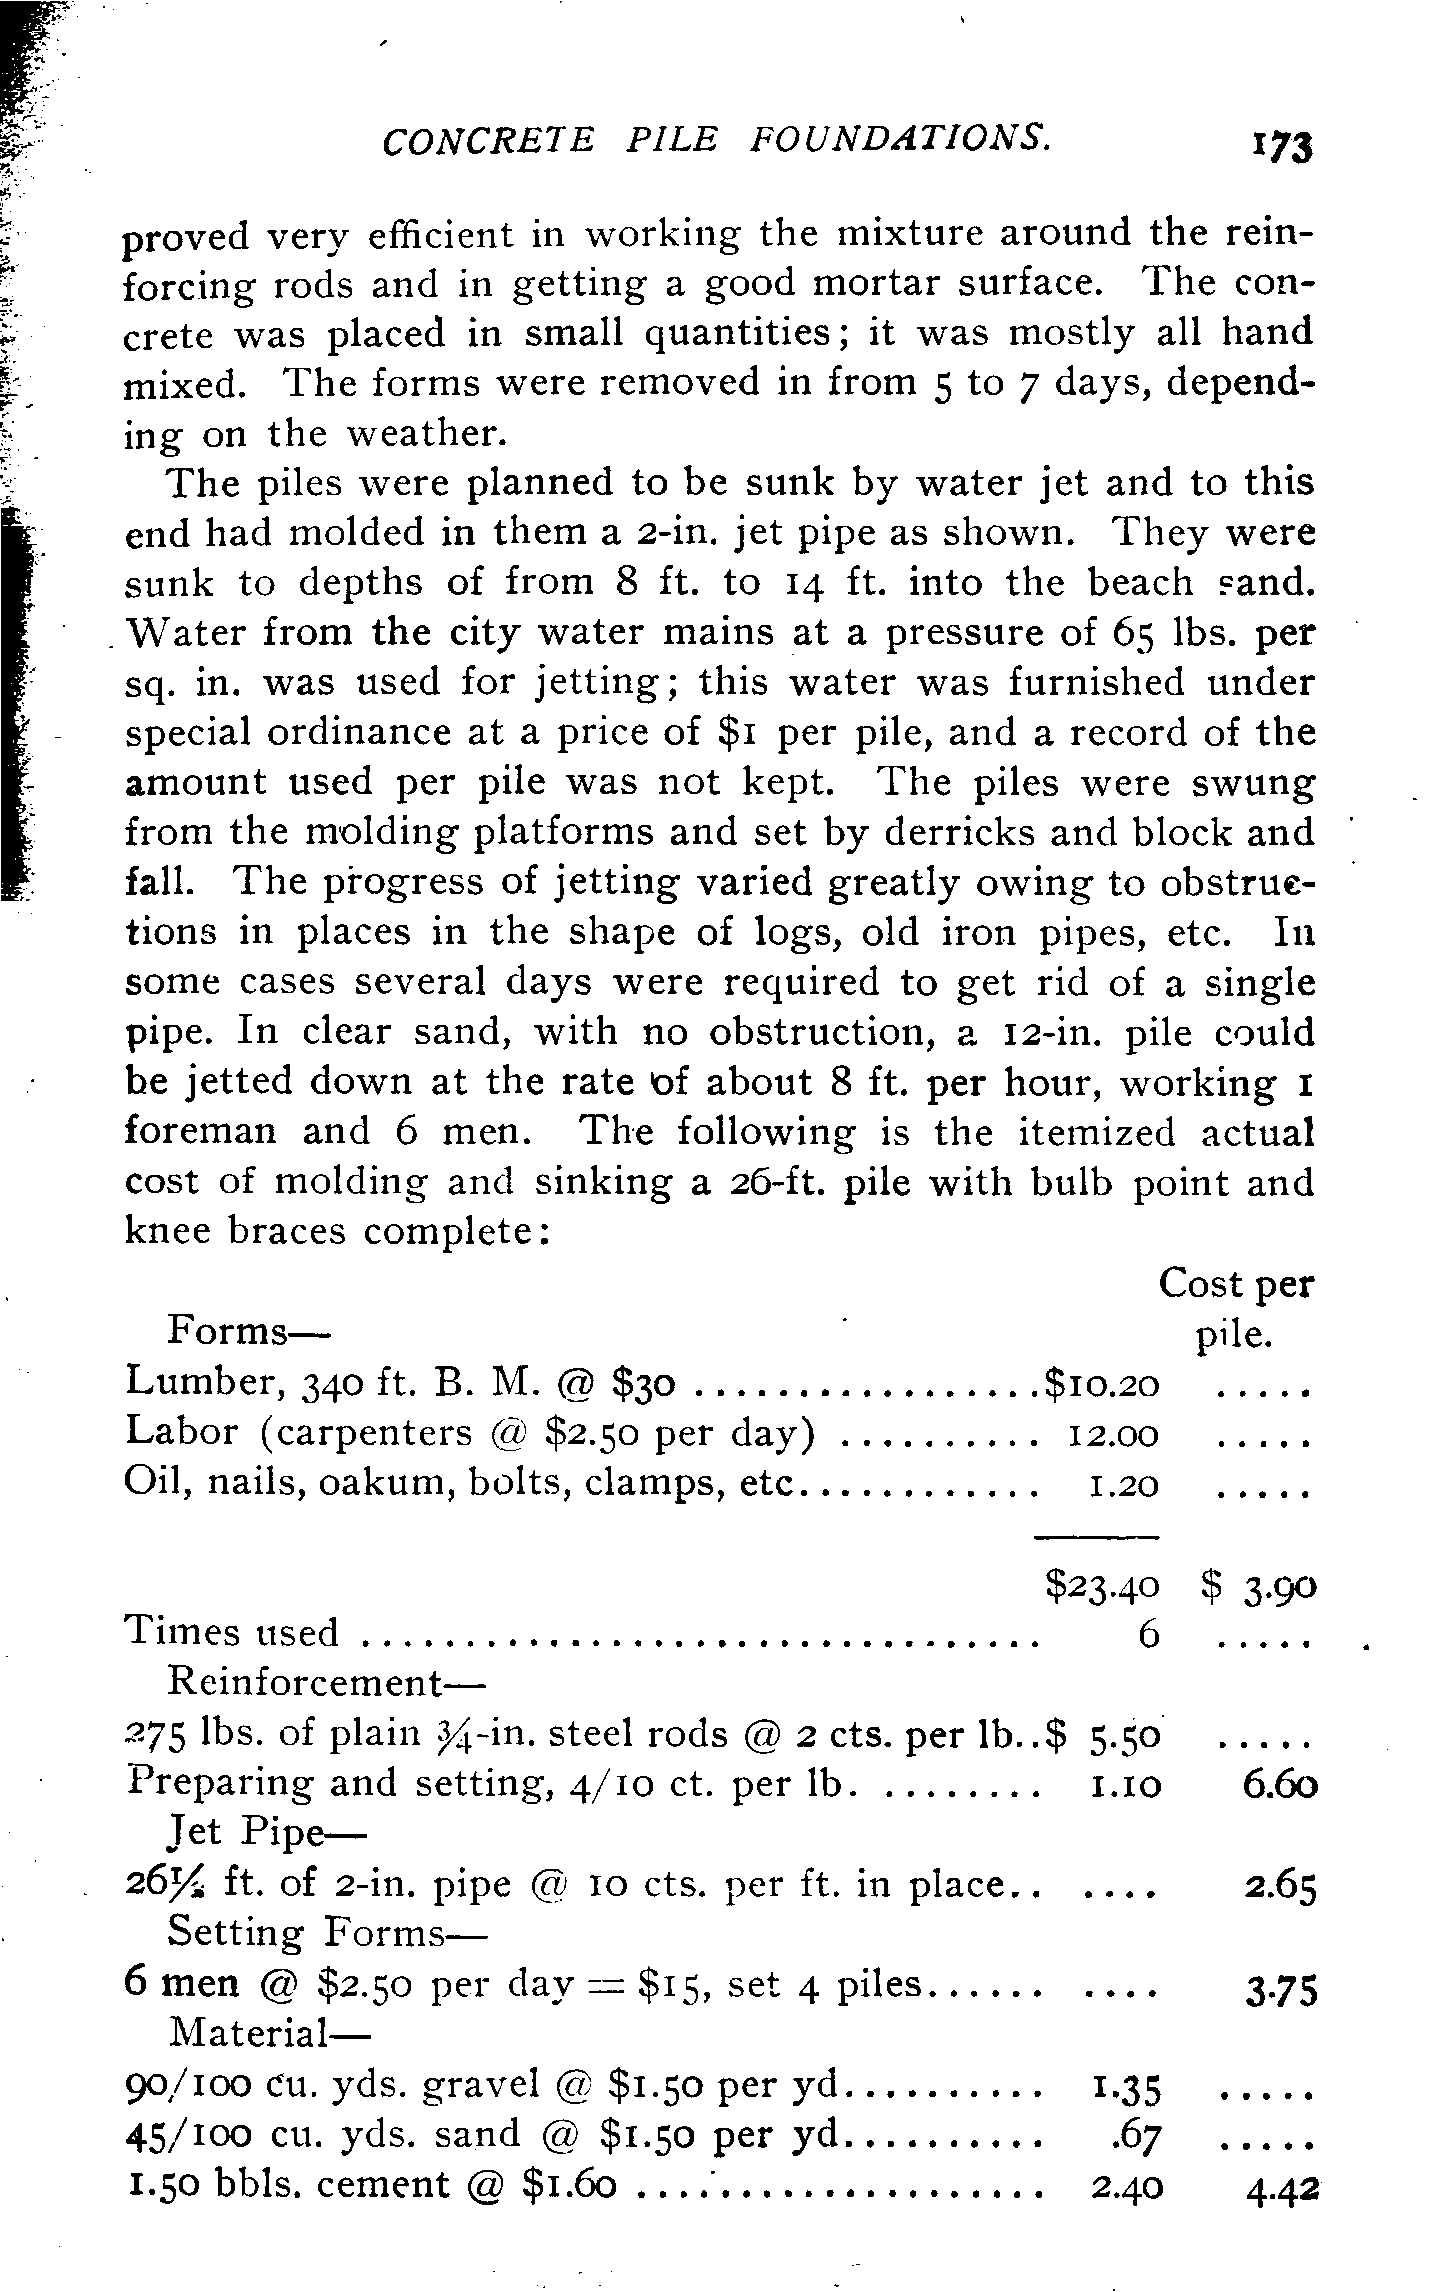 CONCRETE PILE FOUNDATIONS. 173
proved very efficient in working the mixture around the rein-
forcing rods and in getting a good mortar surface. The con-
crete was placed in small quantities; it was mostly all hand
mixed. The forms were removed in from 5 to 7 days, depend-
ing on the weather.
The piles were planned to be sunk by water jet and to this
end had molded in them a 2-in. jet pipe as shown. They were
sunk to depths of from 8 ft. to 14 ft. into the beach sand.
Water from the city water mains at a pressure of 65 lbs. per
sq. in. was used for jetting; this water was furnished under
special ordinance at a price of $1 per pile, and a record of the
amount used per pile was not kept. The piles were swung
from the molding platforms and set by derricks and block and
fall. The progress of jetting varied greatly owing to obstruc-
tions in places in the shape of logs, old iron pipes, etc. In
some cases several days were required to get rid of a single
pipe. In clear sand, with no obstruction, a 12-in. pile could
be jetted down at the rate of about 8 ft. per hour, working 1
foreman and 6 men. The following is the itemized actual
cost of molding and sinking a 26-ft. pile with bulb point and
knee braces complete:
Cost per
Forms— pile.
Lumber, 340 ft. B. M. @ $30 .................$10.20 .....
Labor (carpenters @ $2.50 per day) .......... 12.00 .....
Oil, nails, oakum, bolts, clamps, etc............ 1.20 .....
$23.40 $ 3.90
Times used ................................. 6 .....
Reinforcement—
275 lbs. of plain ¾-in. steel rods @ 2 cts. per lb..$ 5.50 .....
Preparing and setting, 4/10 ct. per lb. ........ 1.10 6.60
Jet Pipe—
26½ ft. of 2-in. pipe @ 10 cts. per ft. in place.. .... 2.65
Setting Forms—
6 men @ $2.50 per day = $15, set 4 piles...... .... 3.75
Material—
90/100 cu. yds. gravel @ $1.50 per yd.......... 1.35 .....
45/100 cu. yds. sand @ $1.50 per yd.......... .67 .....
1.50 bbls. cement @ $1.60 .................... 2.40 4.42